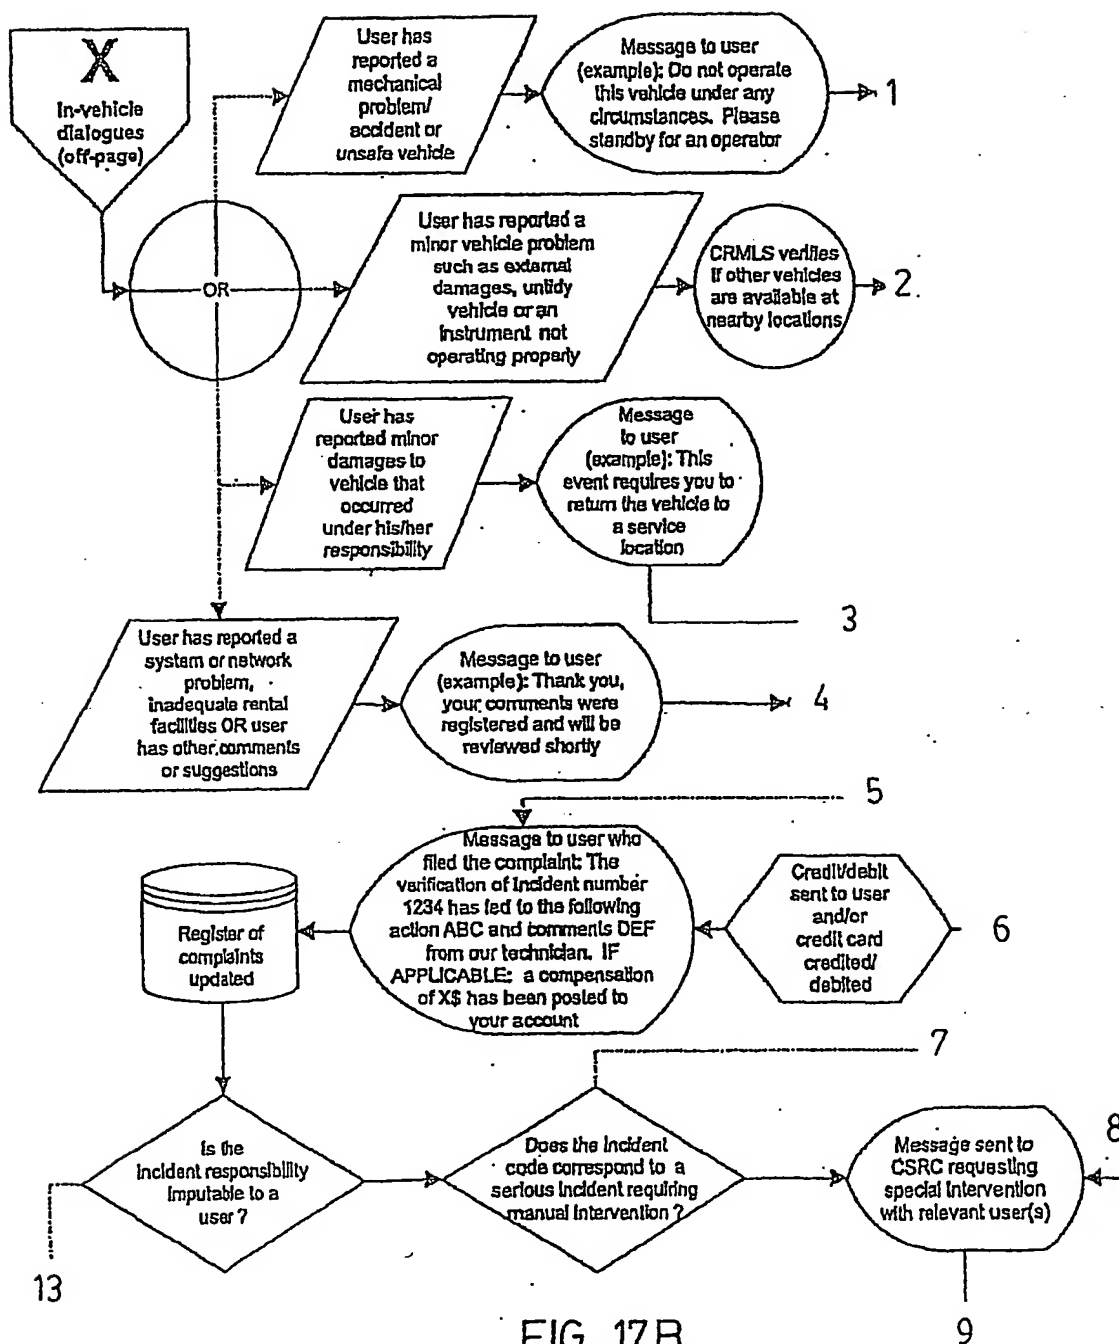 X
In-vehicle
dialogues
(off-page)
User has
reported a
mechanical
problem/
accident or
unsafe vehicle
Message to user
(example): Do not operate
this vehicle under any
circumstances. Please
standby for an operator
1
OR
User has reported a
minor vehicle problem
such as external
damages, untidy
vehicle or an
instrument not
operating properly
CRMLS verifies
if other vehicles
are available at
nearby locations
2
User has
reported minor
damages to
vehicle that
occurred
under his/her
responsibility
Message
to user
(example): This
event requires you to
return the vehicle to
a service
location
3
User has reported a
system or network
problem,
inadequate rental
facilities OR user
has other comments
or suggestions
Message to user
(example): Thank you,
your comments were
registered and will be
reviewed shortly
4
5
Message to user who
filed the complaint: The
verification of incident number
1234 has led to the following
action ABC and comments DEF
from our technician. IF
APPLICABLE: a compensation
of X$ has been posted to
your account
Credit/debit
sent to user
and/or
credit card
credited/
debited
6
Register of
complaints
updated
7
Is the
incident responsibility
imputable to a
user ?
Does the incident
code correspond to a
serious incident requiring
manual intervention ?
Message sent to
CSRC requesting
special intervention
with relevant user(s)
8
13
9
FIG. 17B